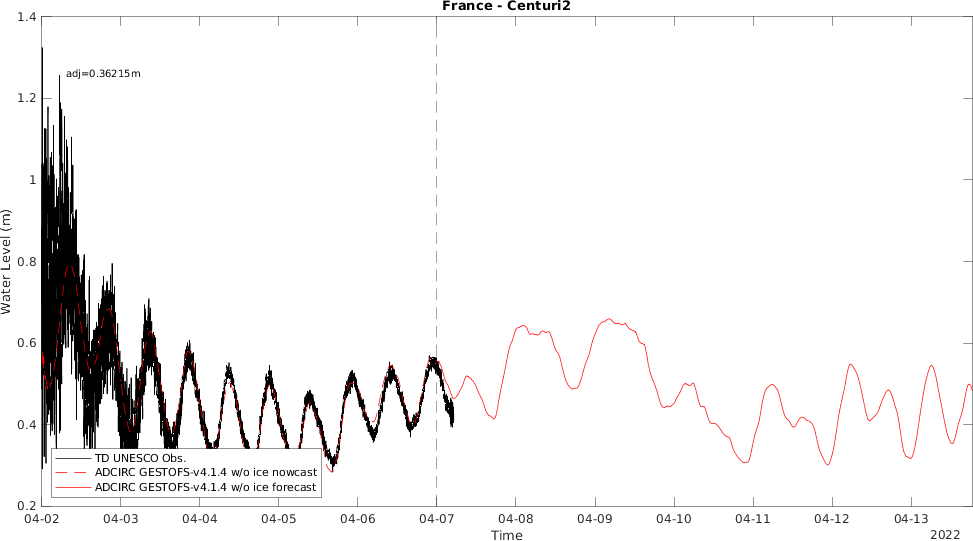 France - Centuri2
1.4
1.2
1
0.8
0.6
0.4
0.2
Water Level (m)
adj=0.36215m
TD UNESCO Obs.
ADCIRC GESTOFS-v4.1.4 w/o ice nowcast
ADCIRC GESTOFS-v4.1.4 w/o ice forecast
04-02 04-03 04-04 04-05 04-06 04-07 04-08 04-09 04-10 04-11 04-12 04-13
Time
2022